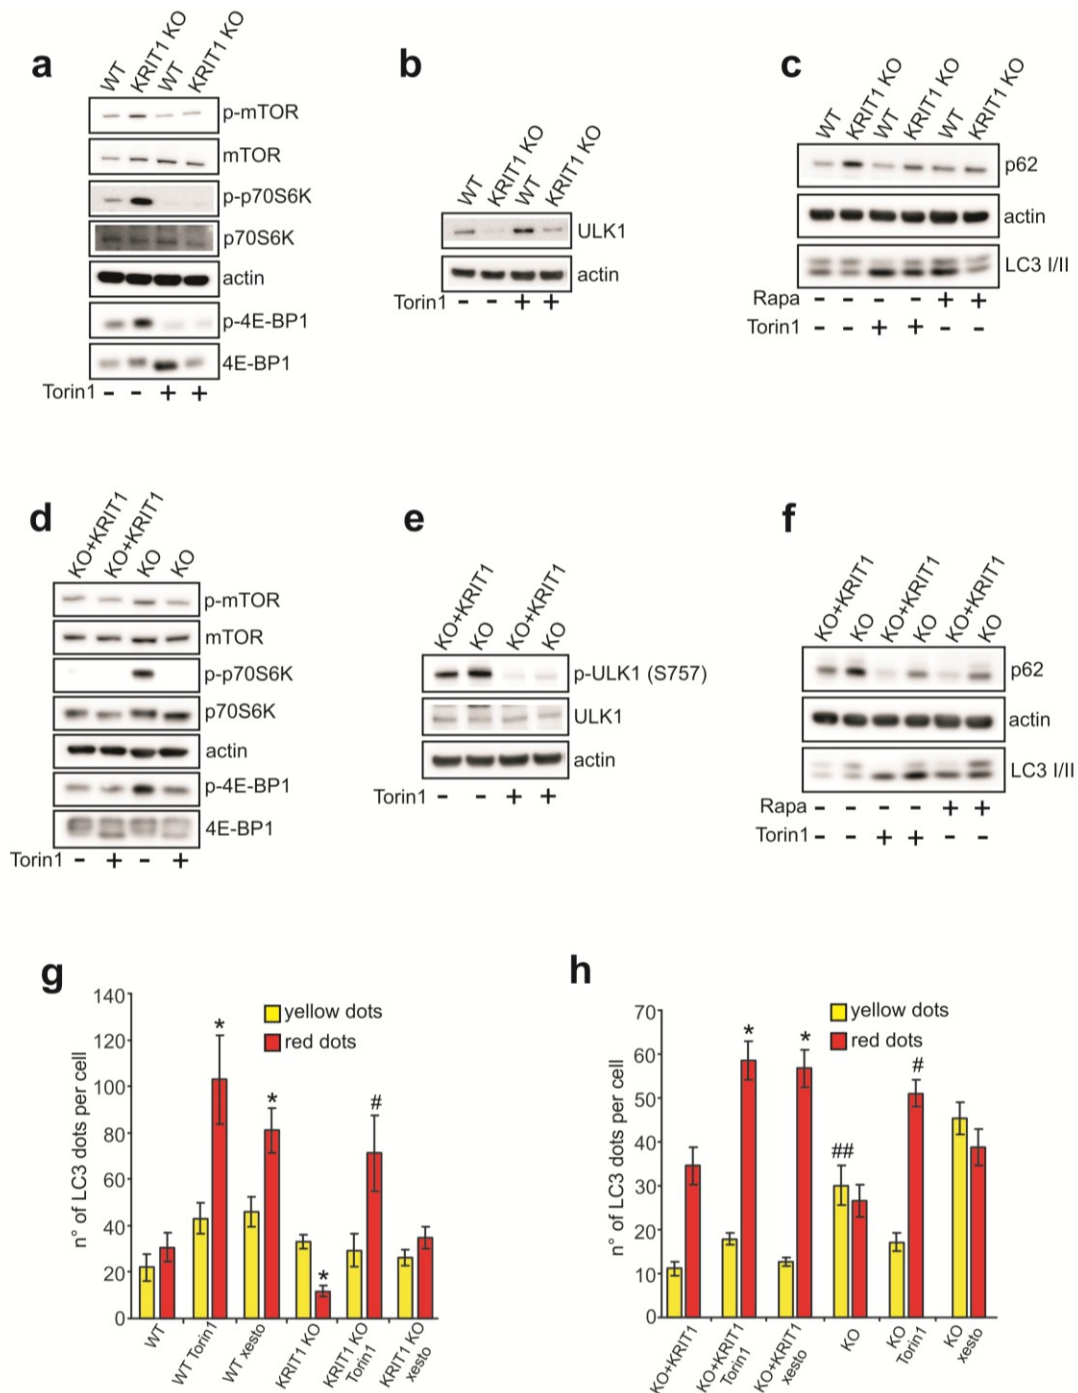 a
WT
KRIT1 KO
WT
KRIT1 KO
p-mTOR
mTOR
p-p70S6K
p70S6K
actin
p-4E-BP1
4E-BP1
Torin1 - - + +
b
WT
KRIT1 KO
WT
KRIT1 KO
ULK1
actin
Torin1 - - + +
c
WT
KRIT1 KO
WT
KRIT1 KO
WT
KRIT1 KO
p62
actin
LC3 I/II
Rapa - - - - + +
Torin1 - - + + - -
d
KO+KRIT1
KO+KRIT1
KO
KO
p-mTOR
mTOR
p-p70S6K
p70S6K
actin
p-4E-BP1
4E-BP1
Torin1 - + - +
e
KO+KRIT1
KO
KO+KRIT1
KO
p-ULK1 (S757)
ULK1
actin
Torin1 - - + +
f
KO+KRIT1
KO
KO+KRIT1
KO
KO+KRIT1
KO
p62
actin
LC3 I/II
Rapa - - - - + +
Torin1 - - + + - -
g
n° of LC3 dots per cell
140
120
100
80
60
40
20
0
yellow dots
red dots
*
*
*
#
WT
WT Torin1
WT xesto
KRIT1 KO
KRIT1 KO
Torin1
KRIT1 KO
xesto
h
n° of LC3 dots per cell
70
60
50
40
30
20
10
0
yellow dots
red dots
*
*
##
#
KO+KRIT1
KO+KRIT1
Torin1
KO+KRIT1
xesto
KO
KO
Torin1
KO
xesto